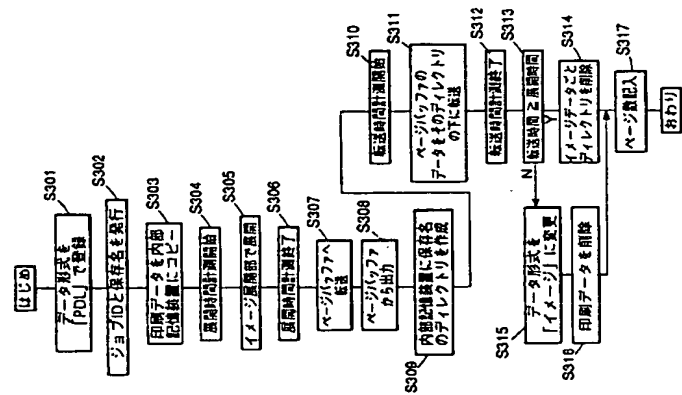 はじめ
S301
データ形式を
「PDL」で登録
S302
ジョブIDと保存名を発行
S303
印刷データを内部
記憶装置にコピー
S304
展開時間計測開始
S305
イメージ展開部で展開
S306
展開時間計測終了
S307
ページバッファへ
転送
S308
ページバッファ
から出力
S309
内部記憶装置に保存名
のディレクトリを作成
S310
転送時間計測開始
S311
ページバッファの
データをそのディレクトリ
の下に転送
S312
転送時間計測終了
S313
転送時間 ≧ 展開時間
N
Y
S314
イメージデータごと
ディレクトリを削除
S315
データ形式を
「イメージ」に変更
S316
印刷データを削除
S317
ページ数記入
おわり